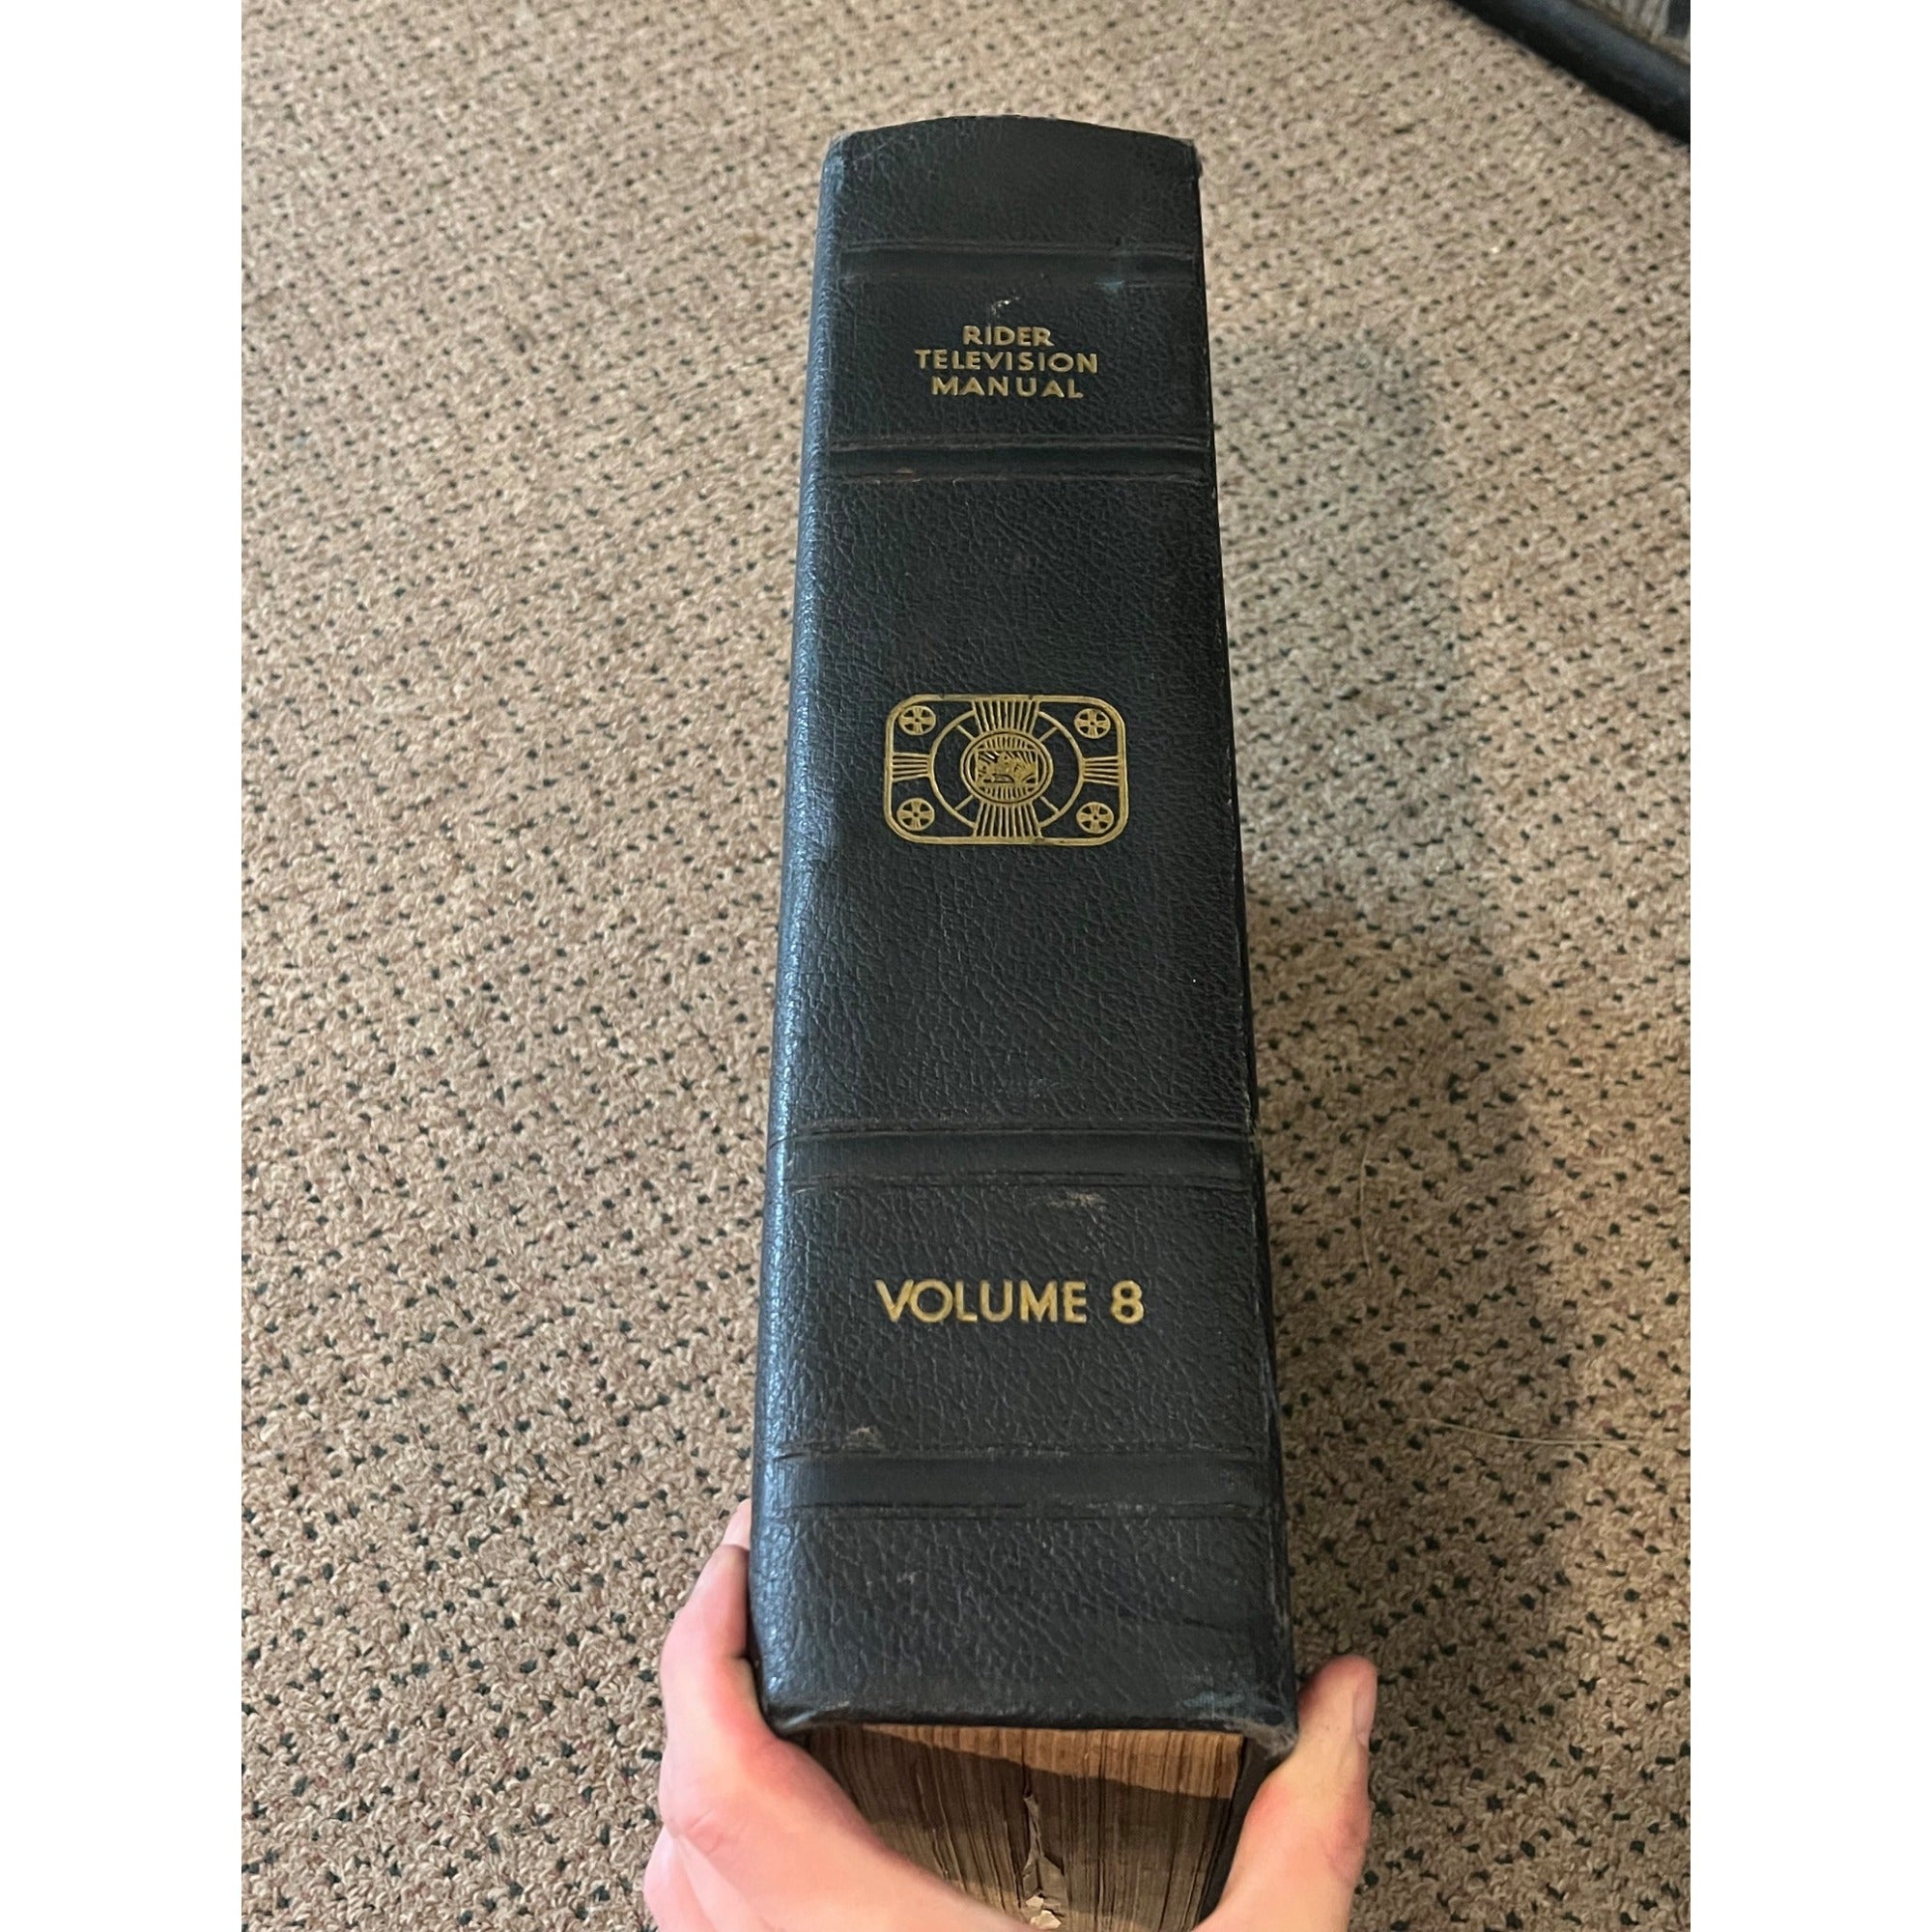 RIDER
TELEVISION
MANUAL
VOLUME 8